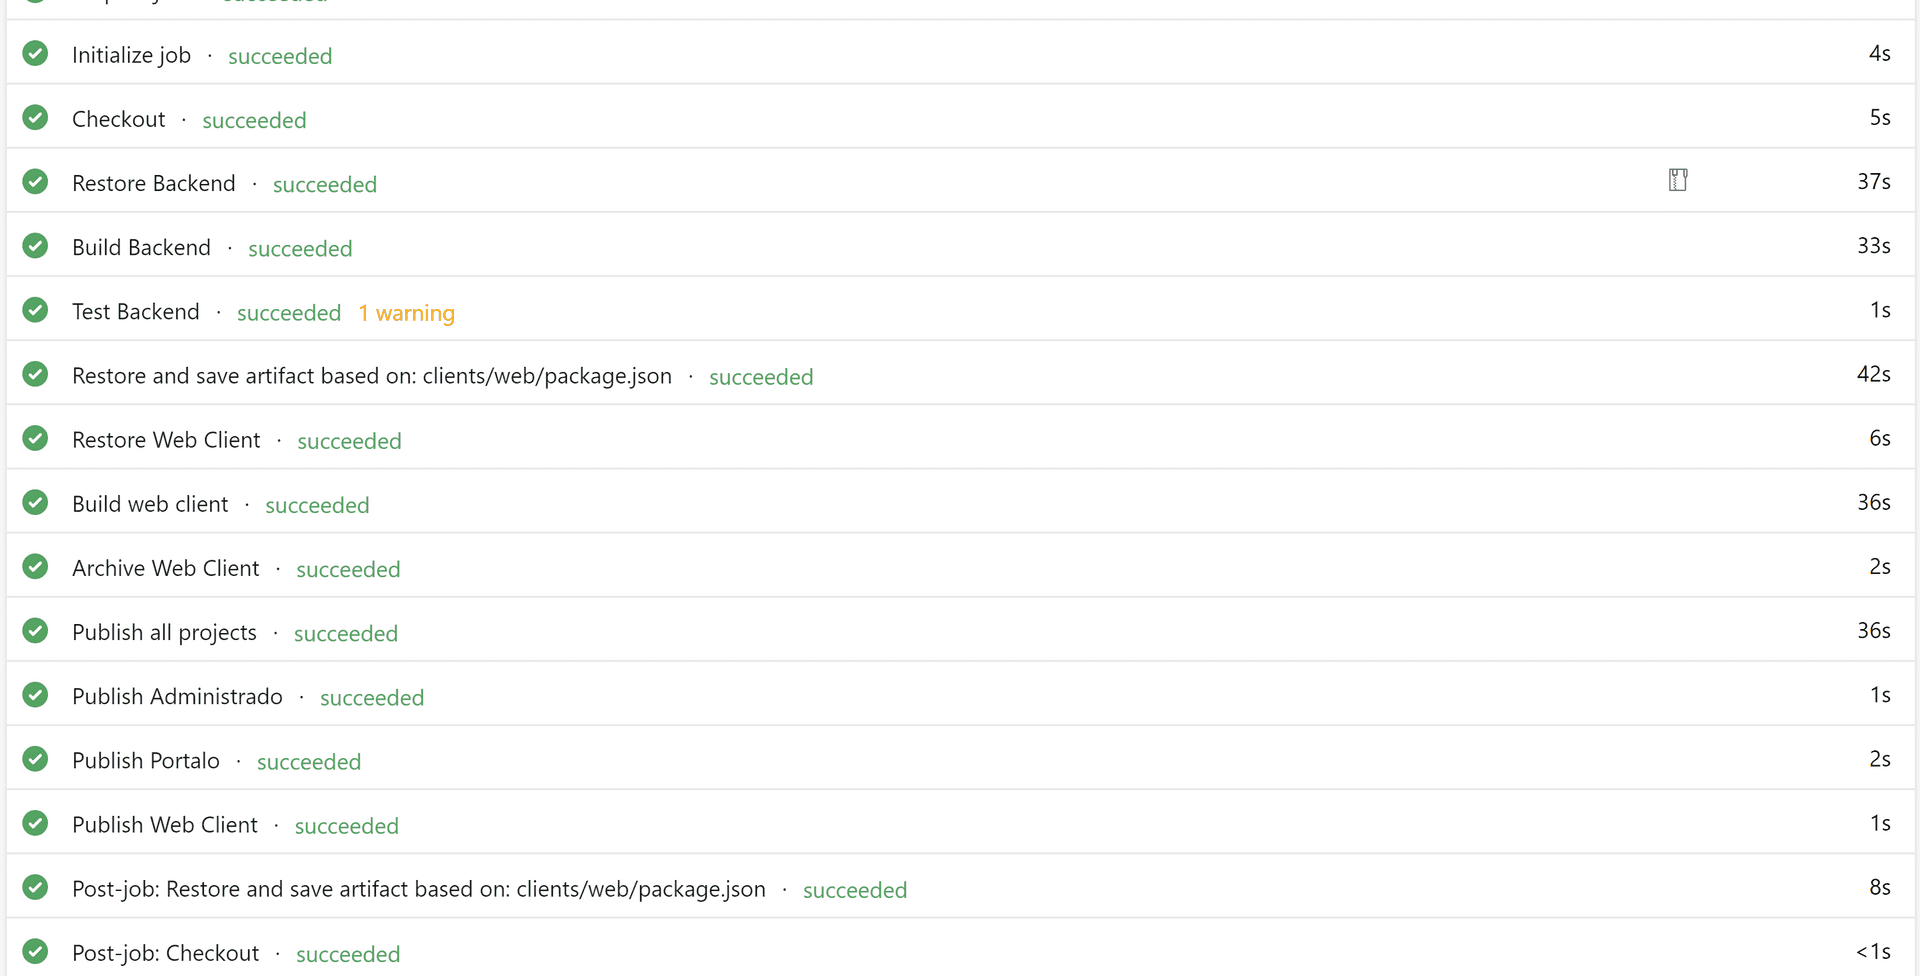 succeeded
Initialize job · succeeded 4s
Checkout · succeeded 5s
Restore Backend · succeeded 37s
Build Backend · succeeded 33s
Test Backend · succeeded 1 warning 1s
Restore and save artifact based on: clients/web/package.json · succeeded 42s
Restore Web Client · succeeded 6s
Build web client · succeeded 36s
Archive Web Client · succeeded 2s
Publish all projects · succeeded 36s
Publish Administrado · succeeded 1s
Publish Portalo · succeeded 2s
Publish Web Client · succeeded 1s
Post-job: Restore and save artifact based on: clients/web/package.json · succeeded 8s
Post-job: Checkout · succeeded <1s